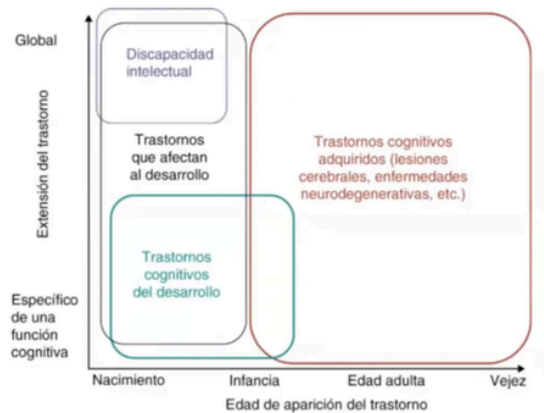 Global
Extensión del trastorno
Específico
de una
función
cognitiva
Discapacidad
intelectual
Trastornos
que afectan
al desarrollo
Trastornos
cognitivos
del desarrollo
Trastornos cognitivos
adquiridos (lesiones
cerebrales, enfermedades
neurodegenerativas, etc.)
Nacimiento
Infancia
Edad adulta
Vejez
Edad de aparición del trastorno